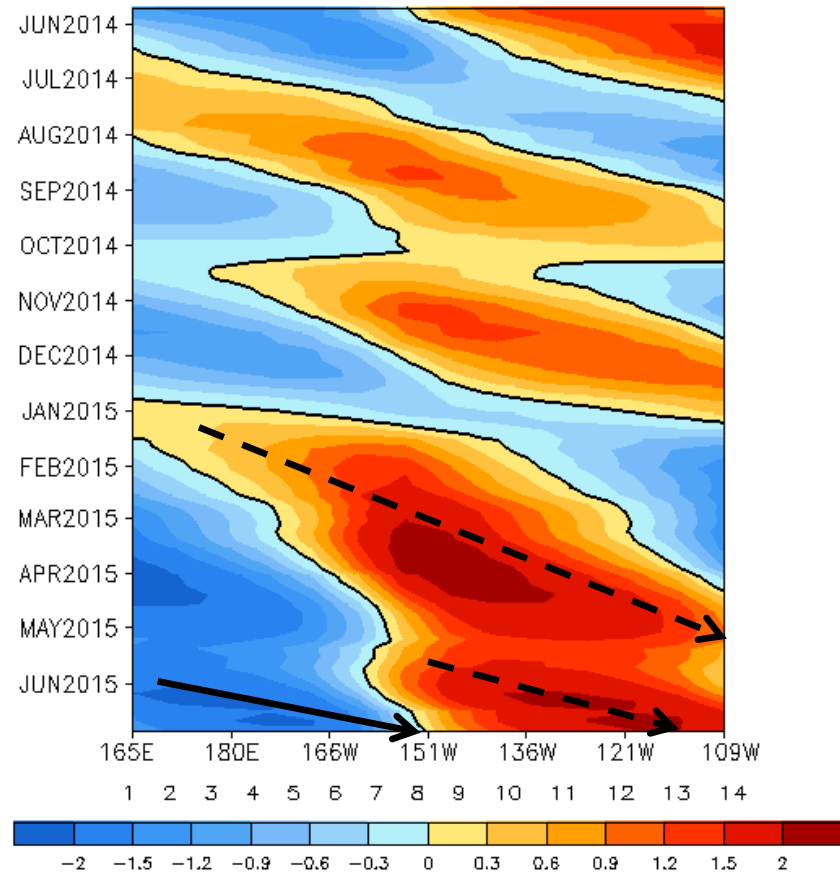 JUN2014
JUL2014
AUG2014
SEP2014
OCT2014
NOV2014
DEC2014
JAN2015
FEB2015
MAR2015
APR2015
MAY2015
JUN2015
165E 180E 166W 151W 136W 121W 109W
1 2 3 4 5 6 7 8 9 10 11 12 13 14
−2 −1.5 −1.2 −0.9 −0.6 −0.3 0 0.3 0.6 0.9 1.2 1.5 2